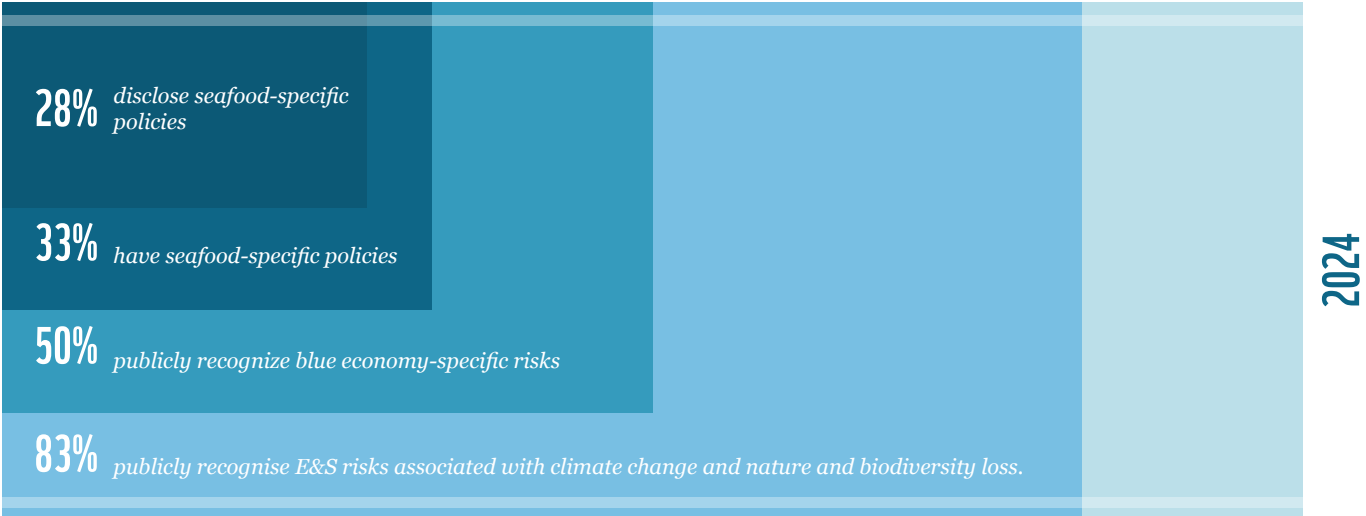 28% disclose seafood-specific
policies
33% have seafood-specific policies
50% publicly recognize blue economy-specific risks
83% publicly recognise E&S risks associated with climate change and nature and biodiversity loss.
2024